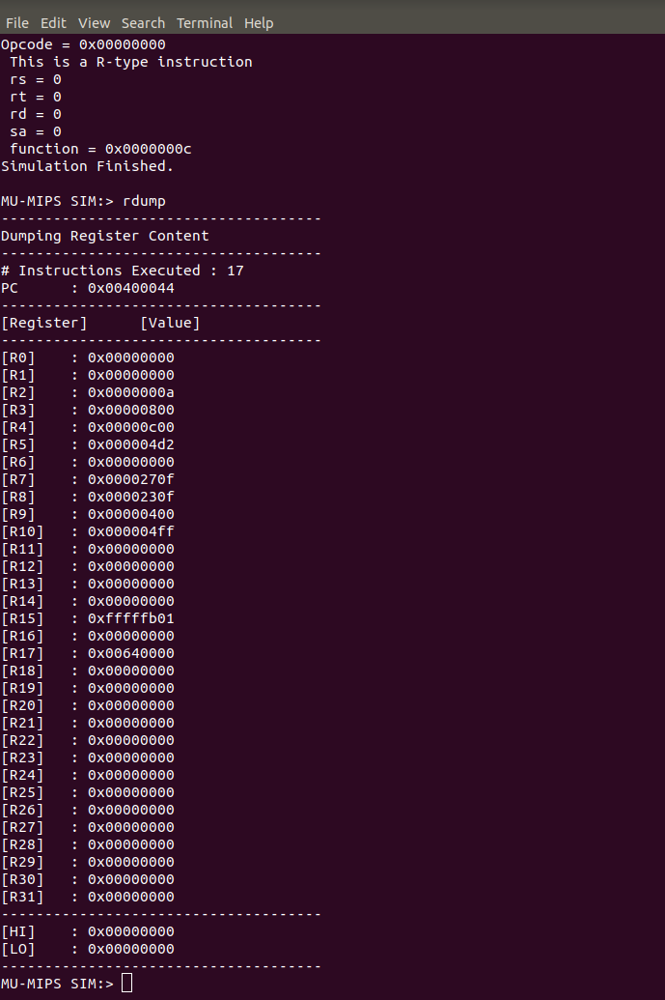 File Edit View Search Terminal Help
Opcode = 0x00000000
This is a R-type instruction
rs = 0
rt = 0
rd = 0
sa = 0
function = 0x0000000c
Simulation Finished.
MU-MIPS SIM:> rdump
-------------------------------------
Dumping Register Content
-------------------------------------
# Instructions Executed : 17
PC : 0x00400044
-------------------------------------
[Register] [Value]
-------------------------------------
[R0] : 0x00000000
[R1] : 0x00000000
[R2] : 0x0000000a
[R3] : 0x00000800
[R4] : 0x00000c00
[R5] : 0x000004d2
[R6] : 0x00000000
[R7] : 0x0000270f
[R8] : 0x0000230f
[R9] : 0x00000400
[R10] : 0x000004ff
[R11] : 0x00000000
[R12] : 0x00000000
[R13] : 0x00000000
[R14] : 0x00000000
[R15] : 0xfffffb01
[R16] : 0x00000000
[R17] : 0x00640000
[R18] : 0x00000000
[R19] : 0x00000000
[R20] : 0x00000000
[R21] : 0x00000000
[R22] : 0x00000000
[R23] : 0x00000000
[R24] : 0x00000000
[R25] : 0x00000000
[R26] : 0x00000000
[R27] : 0x00000000
[R28] : 0x00000000
[R29] : 0x00000000
[R30] : 0x00000000
[R31] : 0x00000000
-------------------------------------
[HI] : 0x00000000
[LO] : 0x00000000
-------------------------------------
MU-MIPS SIM:>